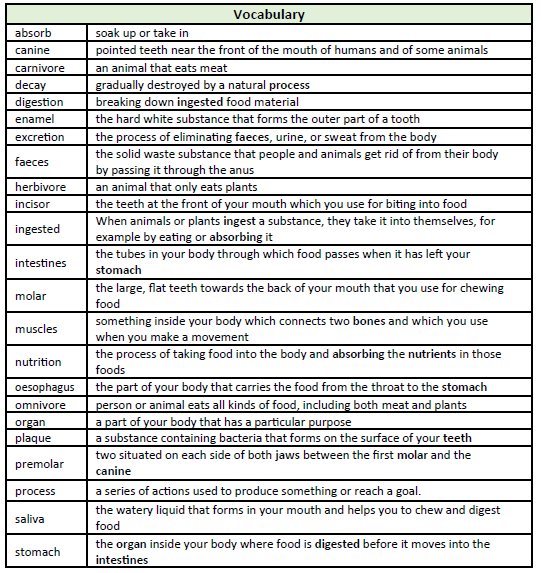 Vocabulary
absorb soak up or take in
canine pointed teeth near the front of the mouth of humans and of some animals
carnivore an animal that eats meat
decay gradually destroyed by a natural process
digestion breaking down ingested food material
enamel the hard white substance that forms the outer part of a tooth
excretion the process of eliminating faeces, urine, or sweat from the body
faeces the solid waste substance that people and animals get rid of from their body
by passing it through the anus
herbivore an animal that only eats plants
incisor the teeth at the front of your mouth which you use for biting into food
ingested When animals or plants ingest a substance, they take it into themselves, for
example by eating or absorbing it
intestines the tubes in your body through which food passes when it has left your
stomach
molar the large, flat teeth towards the back of your mouth that you use for chewing
food
muscles something inside your body which connects two bones and which you use
when you make a movement
nutrition the process of taking food into the body and absorbing the nutrients in those
foods
oesophagus the part of your body that carries the food from the throat to the stomach
omnivore person or animal eats all kinds of food, including both meat and plants
organ a part of your body that has a particular purpose
plaque a substance containing bacteria that forms on the surface of your teeth
premolar two situated on each side of both jaws between the first molar and the
canine
process a series of actions used to produce something or reach a goal.
saliva the watery liquid that forms in your mouth and helps you to chew and digest
food
stomach the organ inside your body where food is digested before it moves into the
intestines